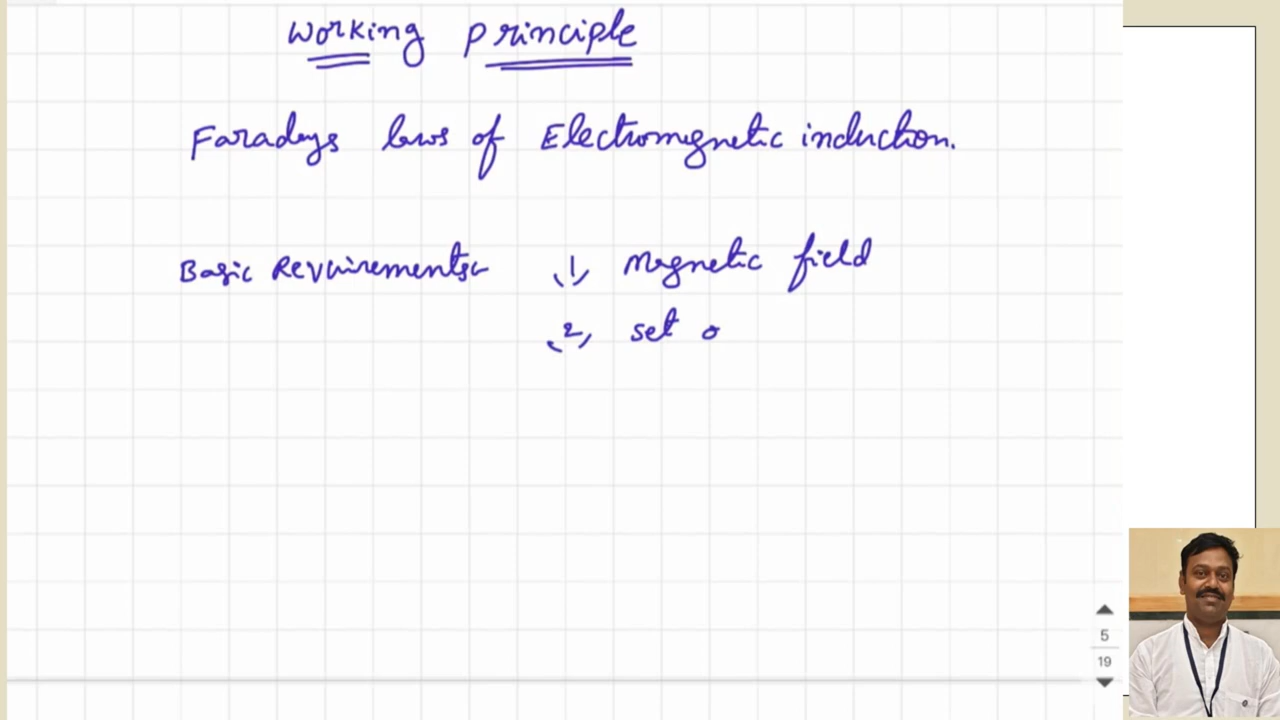 Working principle
Faradays laws of Electromagnetic induction.
Basic Requirements:- (1) Magnetic field
(2) set o
5
19